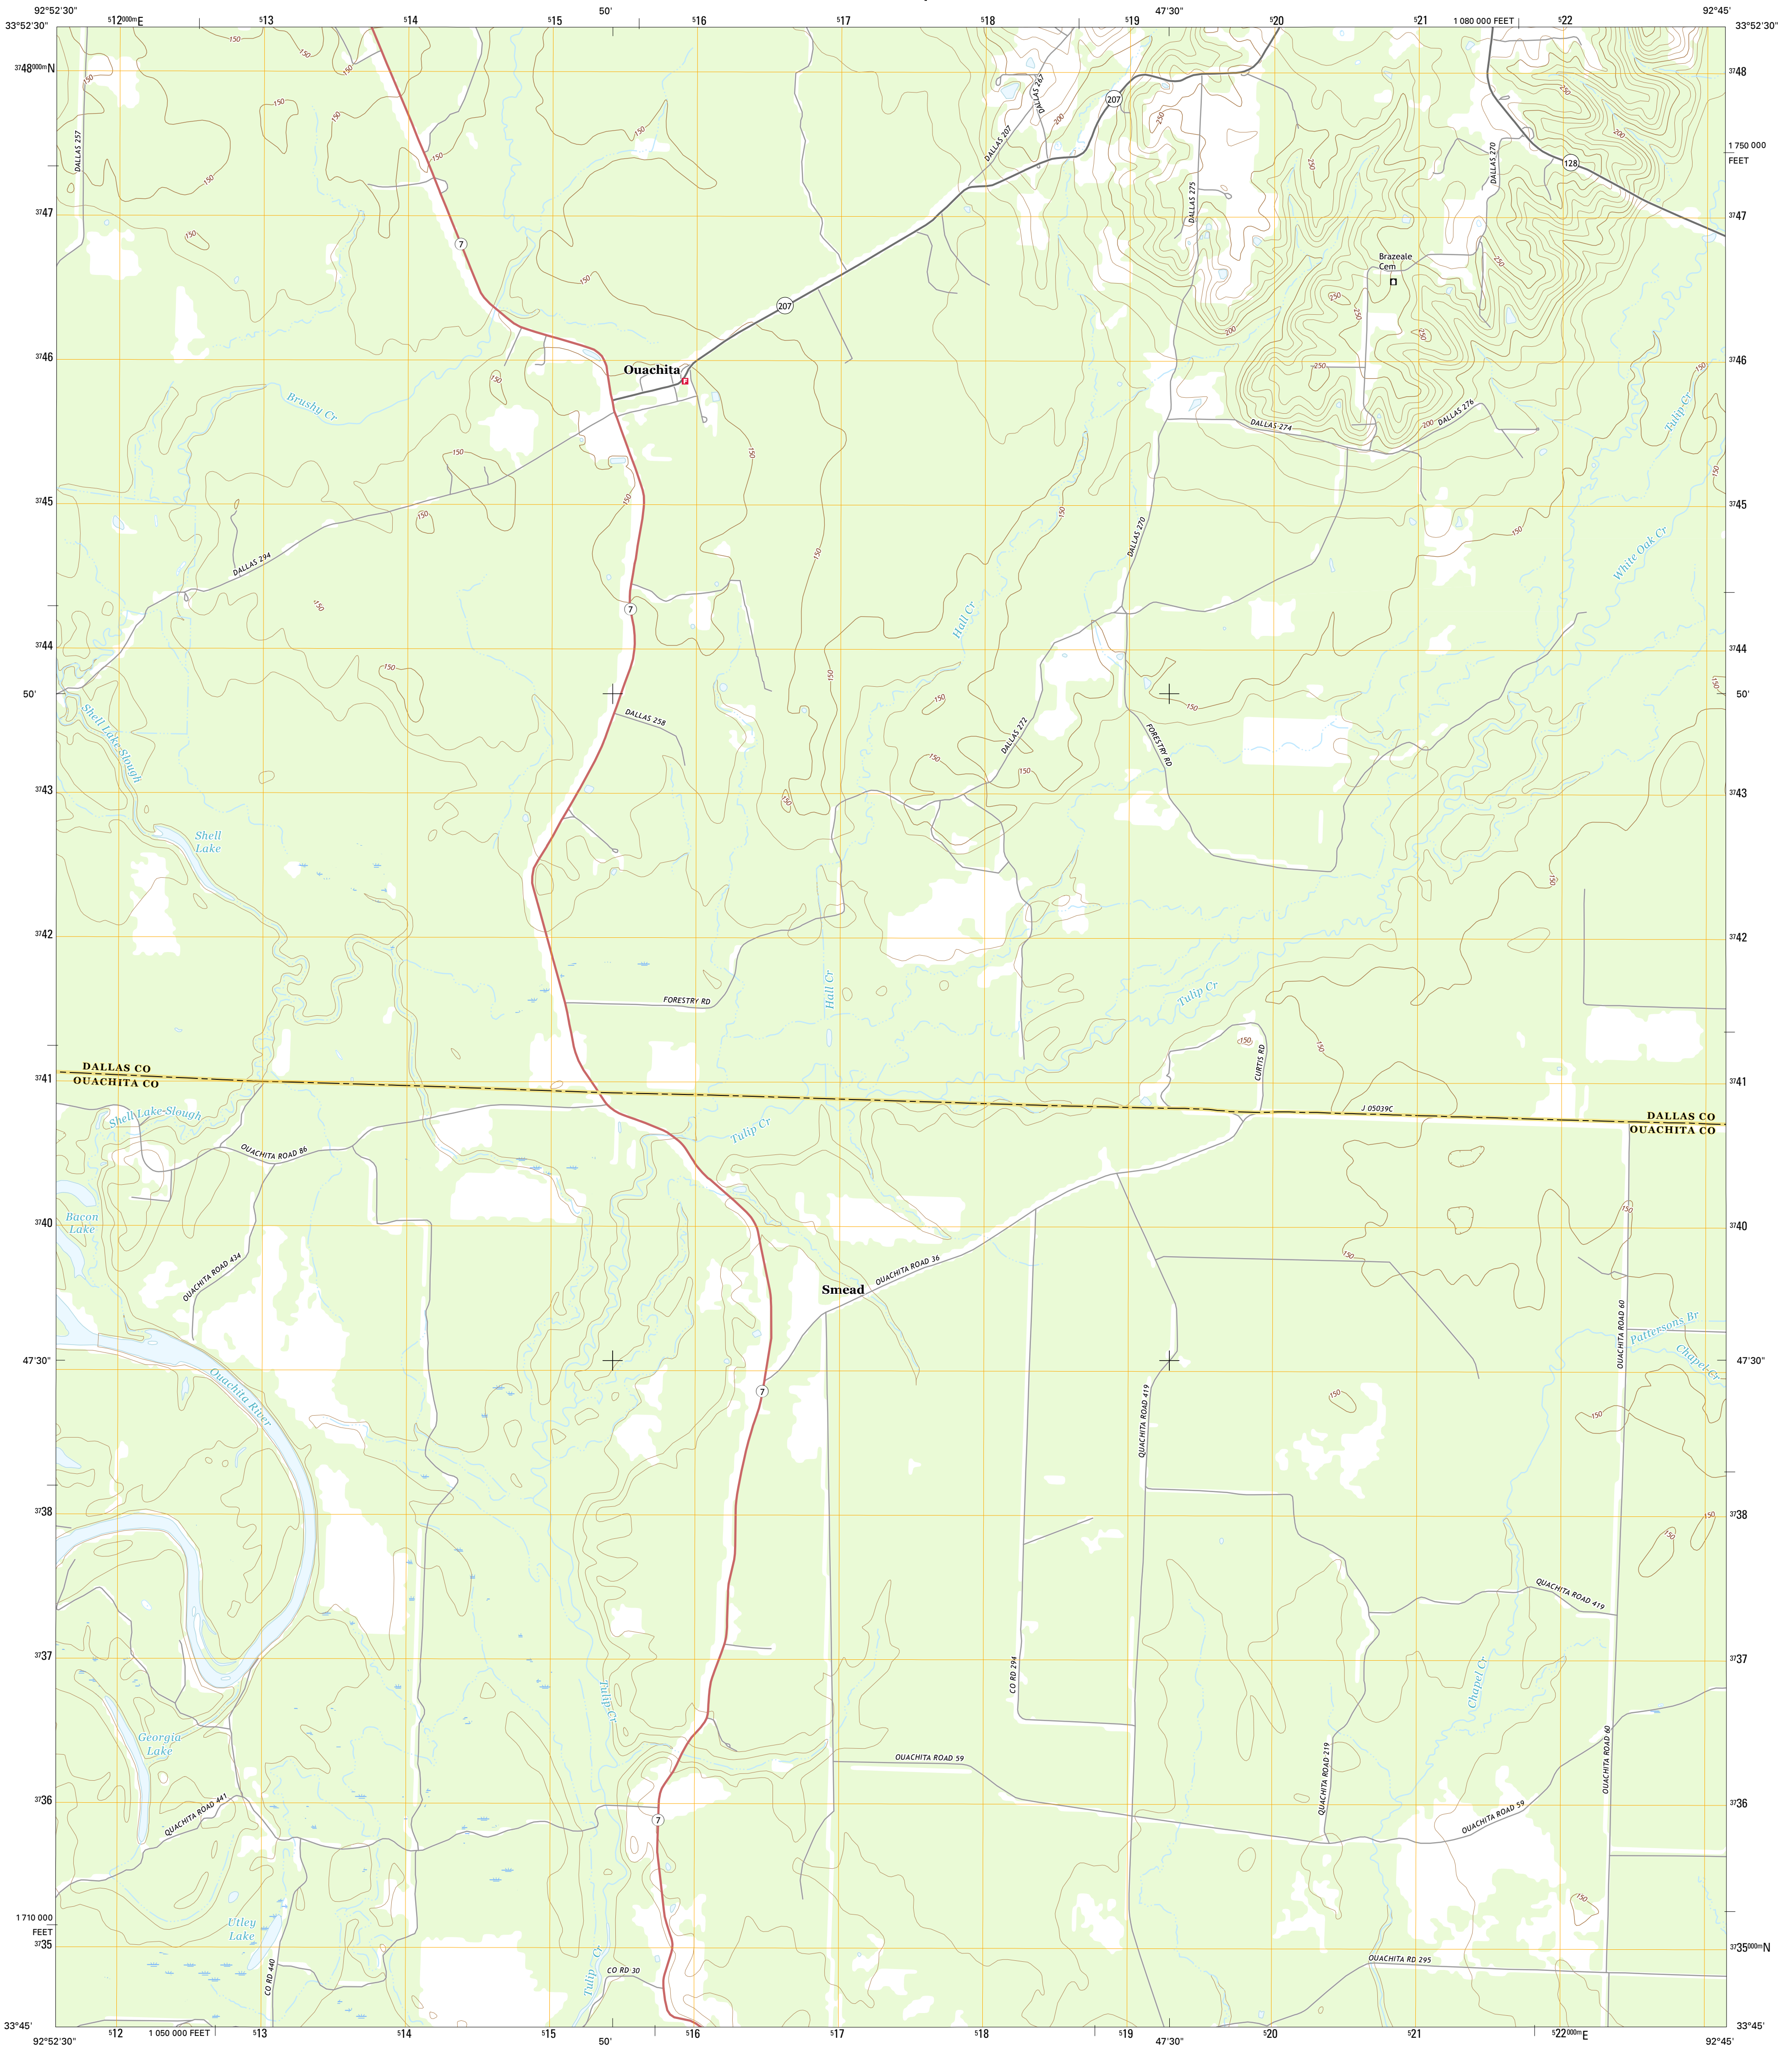 92°52'30"
512000mE
513
514
515
50'
516
517
518
519
47'30"
520
521
1 080 000 FEET
522
92°45'
33°52'30"
33°52'30"
3748000mN
3748
1 750 000
FEET
DALLAS 257
DALLAS 267
DALLAS 207
207
DALLAS 275
DALLAS 270
128
3747
3747
7
Brazeale
Cem
207
3746
3746
Ouachita
F
Brushy Cr
DALLAS 274
DALLAS 276
Tulip Cr
3745
3745
DALLAS 294
DALLAS 270
White Oak Cr
7
Hall Cr
3744
3744
50'
50'
Shell Lake Slough
DALLAS 258
DALLAS 272
FORESTRY RD
3743
3743
Shell
Lake
3742
3742
FORESTRY RD
Hall Cr
Tulip Cr
CURTIS RD
DALLAS CO
OUACHITA CO
3741
3741
J 05039C
DALLAS CO
OUACHITA CO
Shell Lake Slough
Tulip Cr
OUACHITA ROAD 86
Bacon
Lake
3740
3740
OUACHITA ROAD 434
OUACHITA ROAD 36
Smead
OUACHITA ROAD 60
Pattersons Br
Chapel Cr
47'30"
47'30"
Ouachita River
7
QUACHITA ROAD 419
3738
3738
QUACHITA ROAD 419
3737
3737
CO RD 294
Tulip Cr
Chapel Cr
Georgia
Lake
OUACHITA ROAD 59
OUACHITA ROAD 60
QUACHITA ROAD 219
3736
3736
QUACHITA ROAD 441
7
OUACHITA ROAD 59
1 710 000
FEET
Utley
Lake
3735
3735000mN
CO RD 440
Tulip Cr
CO RD 30
OUACHITA RD 295
33°45'
33°45'
92°52'30"
512
1 050 000 FEET
513
514
515
50'
516
517
518
519
47'30"
520
521
522000mE
92°45'